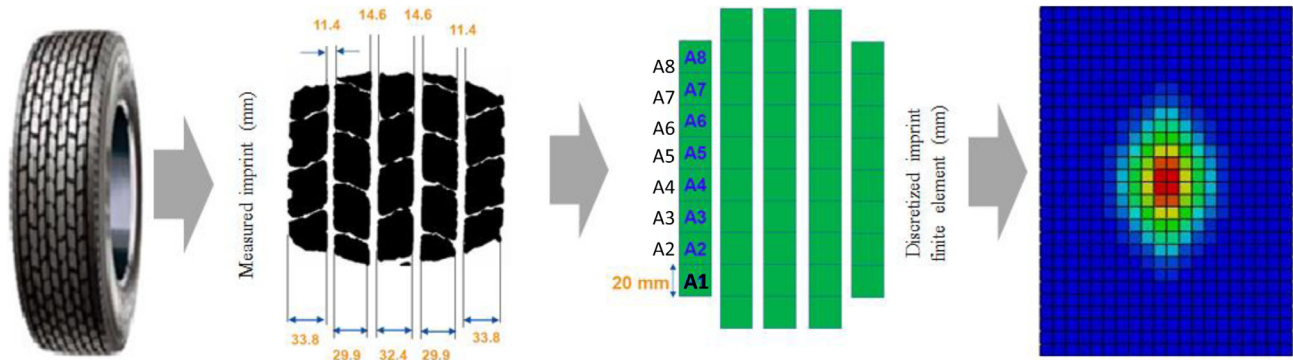 14.6 14.6
11.4 11.4
Measured imprint (mm)
33.8 33.8
29.9 32.4 29.9
A8 A8
A7 A7
A6 A6
A5 A5
A4 A4
A3 A3
A2 A2
20 mm A1
Discretized imprint
finite element (mm)